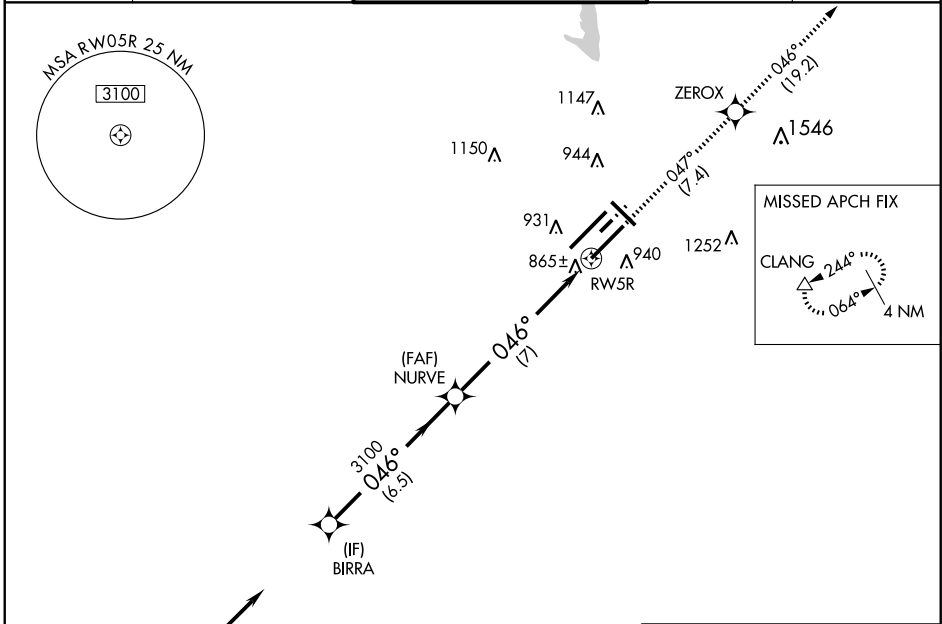 MSA RW05R 25 NM
3100
1147
1150
944
931
865±
940
1252
1546
ZEROX
046°
(19.2)
047°
(7.4)
RW5R
MISSED APCH FIX
CLANG
244°
064°
4 NM
046°
(7)
(FAF)
NURVE
3100
046°
(6.5)
(IF)
BIRRA